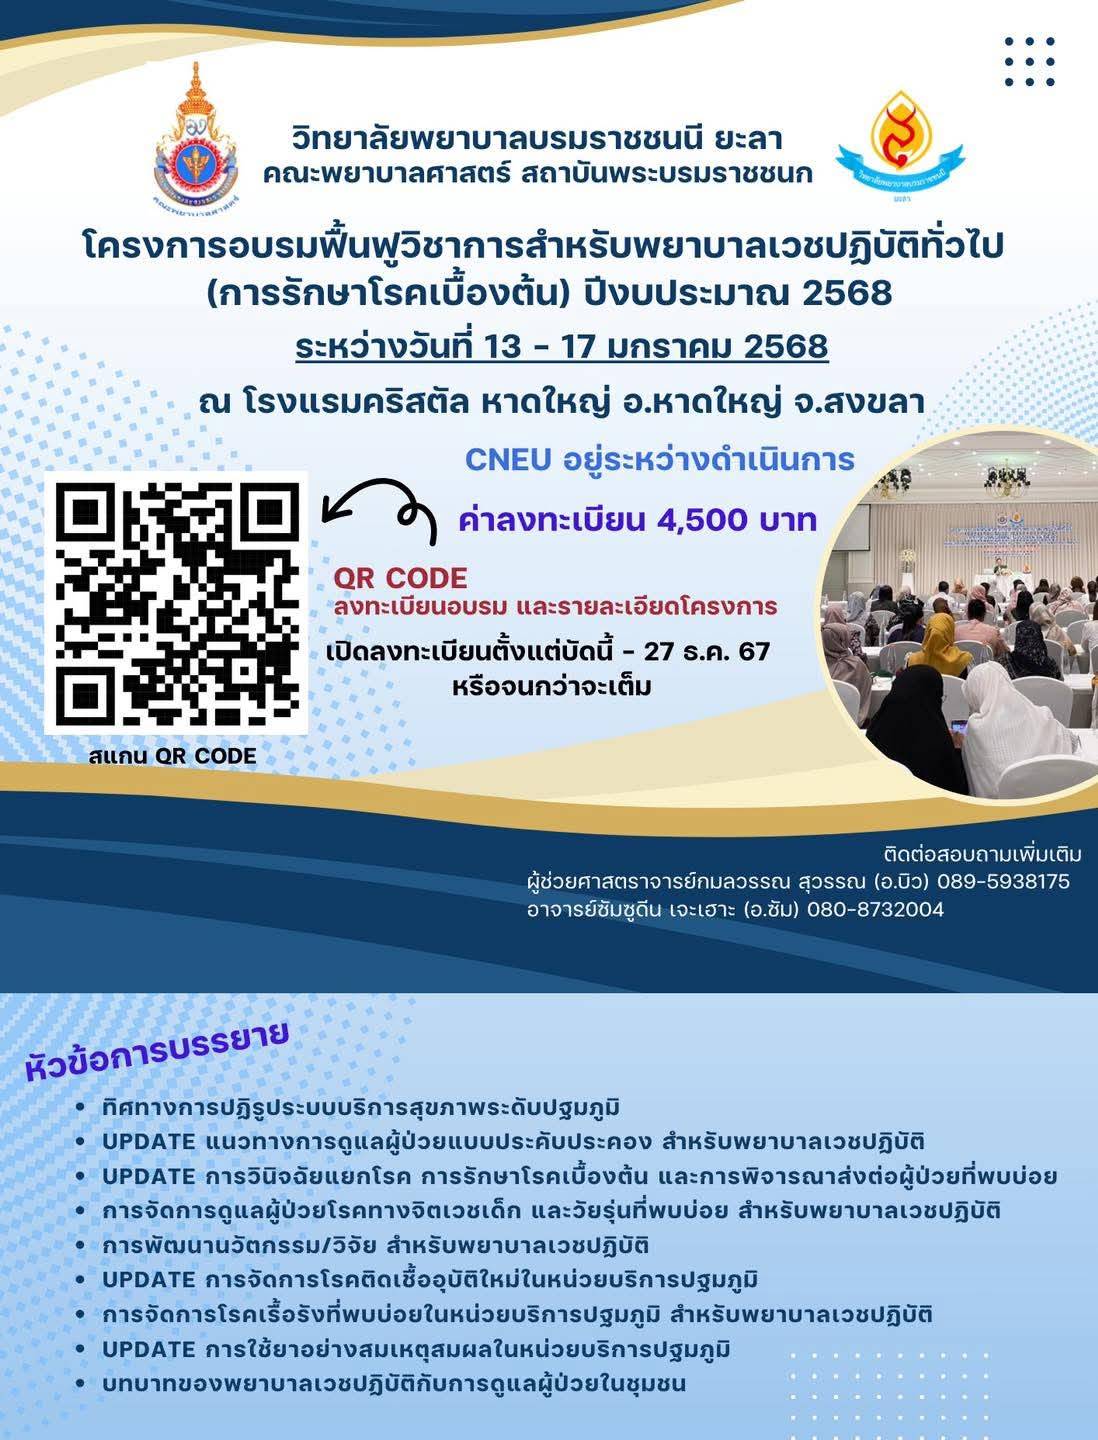 วิทยาลัยพยาบาลบรมราชชนนี ยะลา
คณะพยาบาลศาสตร์ สถาบันพระบรมราชชนก
คณะพยาบาลศาสตร์
วิทยาลัยพยาบาลบรมราชชนนี
ยะลา
โครงการอบรมฟื้นฟูวิชาการสำหรับพยาบาลเวชปฏิบัติทั่วไป
(การรักษาโรคเบื้องต้น) ปีงบประมาณ 2568
ระหว่างวันที่ 13 - 17 มกราคม 2568
ณ โรงแรมคริสตัล หาดใหญ่ อ.หาดใหญ่ จ.สงขลา
CNEU อยู่ระหว่างดำเนินการ
ค่าลงทะเบียน 4,500 บาท
QR CODE
ลงทะเบียนอบรม และรายละเอียดโครงการ
เปิดลงทะเบียนตั้งแต่บัดนี้ - 27 ธ.ค. 67
หรือจนกว่าจะเต็ม
สแกน QR CODE
ติดต่อสอบถามเพิ่มเติม
ผู้ช่วยศาสตราจารย์กมลวรรณ สุวรรณ (อ.บิว) 089-5938175
อาจารย์ซัมซูดีน เจะเฮาะ (อ.ซัม) 080-8732004
หัวข้อการบรรยาย
• ทิศทางการปฏิรูประบบบริการสุขภาพระดับปฐมภูมิ
• UPDATE แนวทางการดูแลผู้ป่วยแบบประคับประคอง สำหรับพยาบาลเวชปฏิบัติ
• UPDATE การวินิจฉัยแยกโรค การรักษาโรคเบื้องต้น และการพิจารณาส่งต่อผู้ป่วยที่พบบ่อย
• การจัดการดูแลผู้ป่วยโรคทางจิตเวชเด็ก และวัยรุ่นที่พบบ่อย สำหรับพยาบาลเวชปฏิบัติ
• การพัฒนานวัตกรรม/วิจัย สำหรับพยาบาลเวชปฏิบัติ
• UPDATE การจัดการโรคติดเชื้ออุบัติใหม่ในหน่วยบริการปฐมภูมิ
• การจัดการโรคเรื้อรังที่พบบ่อยในหน่วยบริการปฐมภูมิ สำหรับพยาบาลเวชปฏิบัติ
• UPDATE การใช้ยาอย่างสมเหตุสมผลในหน่วยบริการปฐมภูมิ
• บทบาทของพยาบาลเวชปฏิบัติกับการดูแลผู้ป่วยในชุมชน